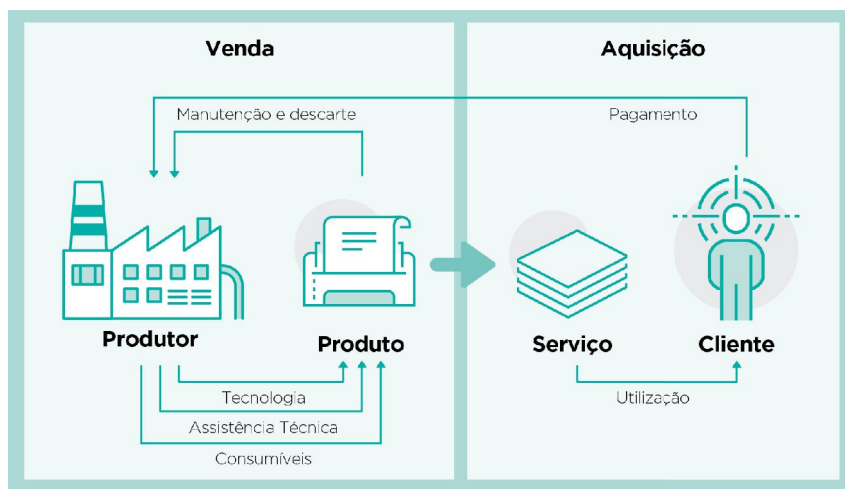 Venda
Aquisição
Manutenção e descarte
Pagamento
Produtor
Produto
Serviço
Cliente
Tecnologia
Utilização
Assistência Técnica
Consumíveis